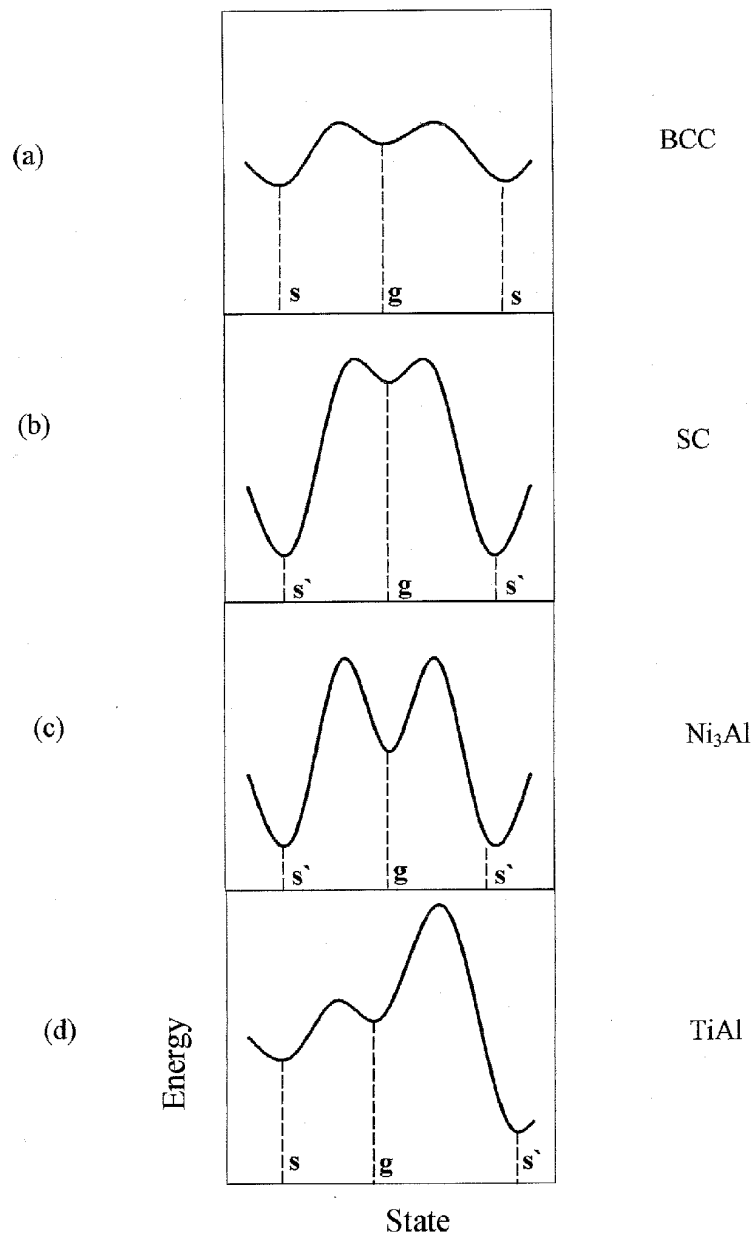 (a)
BCC
s g s
(b)
SC
s` g s`
(c)
Ni₃Al
s` g s`
(d)
TiAl
Energy
s g s`
State